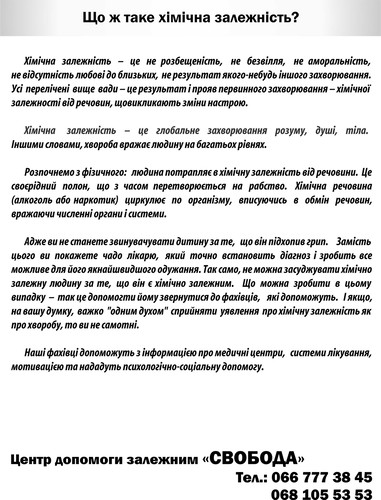 Що ж таке хімічна залежність?
Хімічна залежність – це не розбещеність, не безвілля, не аморальність,
не відсутність любові до близьких, не результат якого-небудь іншого захворювання.
Усі перелічені вище вади – це результат і прояв первинного захворювання – хімічної
залежності від речовин, що викликають зміни настрою.
Хімічна залежність – це глобальне захворювання розуму, душі, тіла.
Іншими словами, хвороба вражає людину на багатьох рівнях.
Розпочнемо з фізичного: людина потрапляє в хімічну залежність від речовини. Це
своєрідний полон, що з часом перетворюється на рабство. Хімічна речовина
(алкоголь або наркотик) циркулює по організму, вписуючись в обмін речовин,
вражаючи численні органи і системи.
Адже ви не станете звинувачувати дитину за те, що він підхопив грип. Замість
цього ви покажете чадо лікарю, який точно встановить діагноз і зробить все
можливе для його якнайшвидшого одужання. Так само, не можна засуджувати хімічно
залежну людину за те, що він є хімічно залежним. Що можна зробити в цьому
випадку – так це допомогти йому звернутися до фахівців, які допоможуть. І якщо,
на вашу думку, важко "одним духом" сприйняти уявлення про хімічну залежність як
про хворобу, то ви не самотні.
Наші фахівці допоможуть з інформацією про медичні центри, системи лікування,
мотивацією та нададуть психологічно-соціальну допомогу.
Центр допомоги залежним «СВОБОДА»
Тел.: 066 777 38 45
068 105 53 53